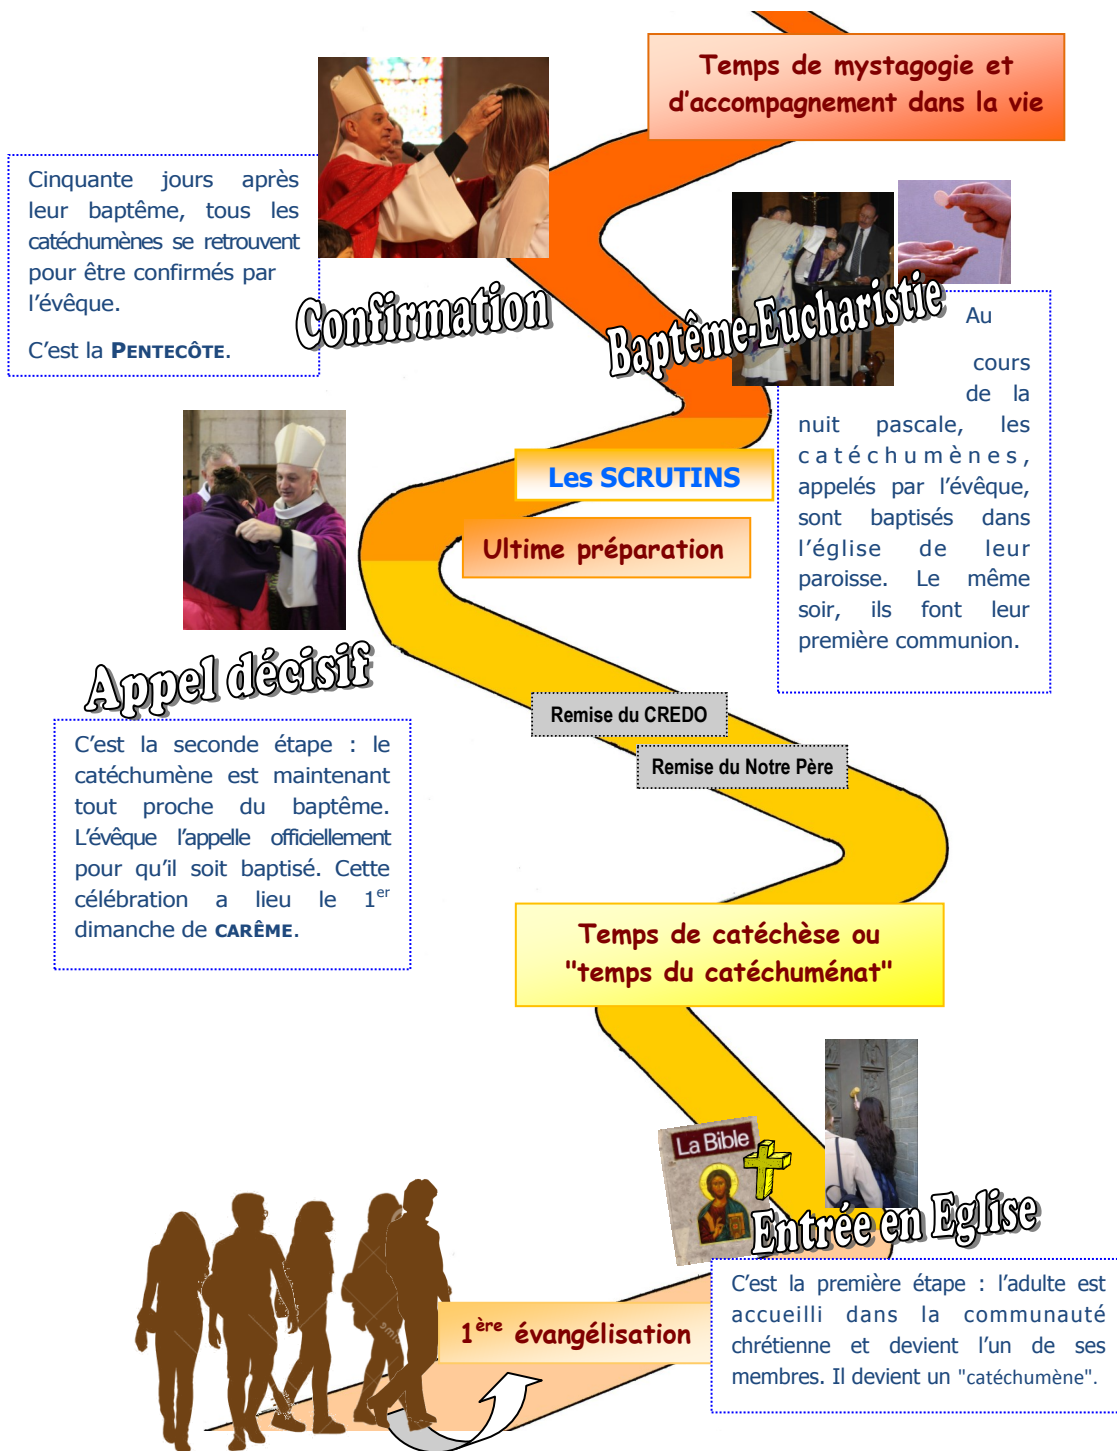 Temps de mystagogie et
d'accompagnement dans la vie
Cinquante jours après
leur baptême, tous les
catéchumènes se retrouvent
pour être confirmés par
l'évêque.
C'est la PENTECÔTE.
Confirmation
Baptême-Eucharistie
Au
cours
de la
nuit pascale, les
catéchumènes,
appelés par l'évêque,
sont baptisés dans
l'église de leur
paroisse. Le même
soir, ils font leur
première communion.
Les SCRUTINS
Ultime préparation
Appel décisif
C'est la seconde étape : le
catéchumène est maintenant
tout proche du baptême.
L'évêque l'appelle officiellement
pour qu'il soit baptisé. Cette
célébration a lieu le 1er
dimanche de CARÊME.
Remise du CREDO
Remise du Notre Père
Temps de catéchèse ou
"temps du catéchuménat"
La Bible
Entrée en Eglise
C'est la première étape : l'adulte est
accueilli dans la communauté
chrétienne et devient l'un de ses
membres. Il devient un "catéchumène".
1ère évangélisation